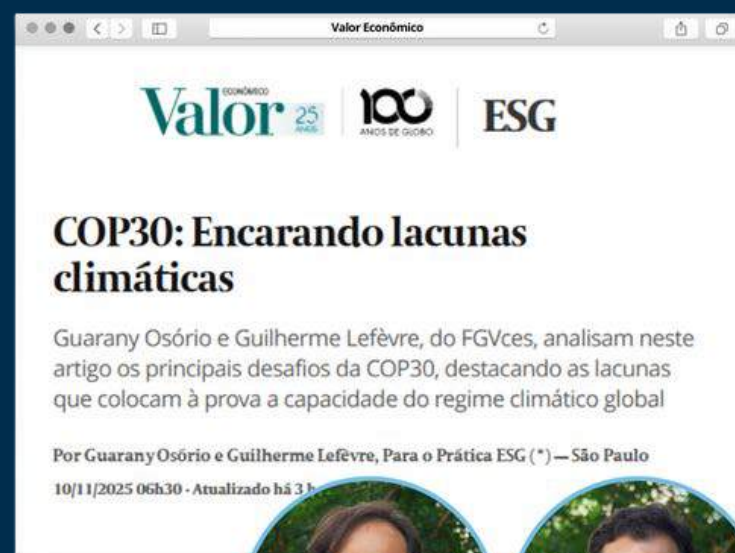 Valor Econômico
ECONÔMICO
Valor 25 ANOS
100 ANOS DE GLOBO
ESG
COP30: Encarando lacunas
climáticas
Guarany Osório e Guilherme Lefèvre, do FGVces, analisam neste
artigo os principais desafios da COP30, destacando as lacunas
que colocam à prova a capacidade do regime climático global
Por Guarany Osório e Guilherme Lefèvre, Para o Prática ESG (*) — São Paulo
10/11/2025 06h30 · Atualizado há 3 h